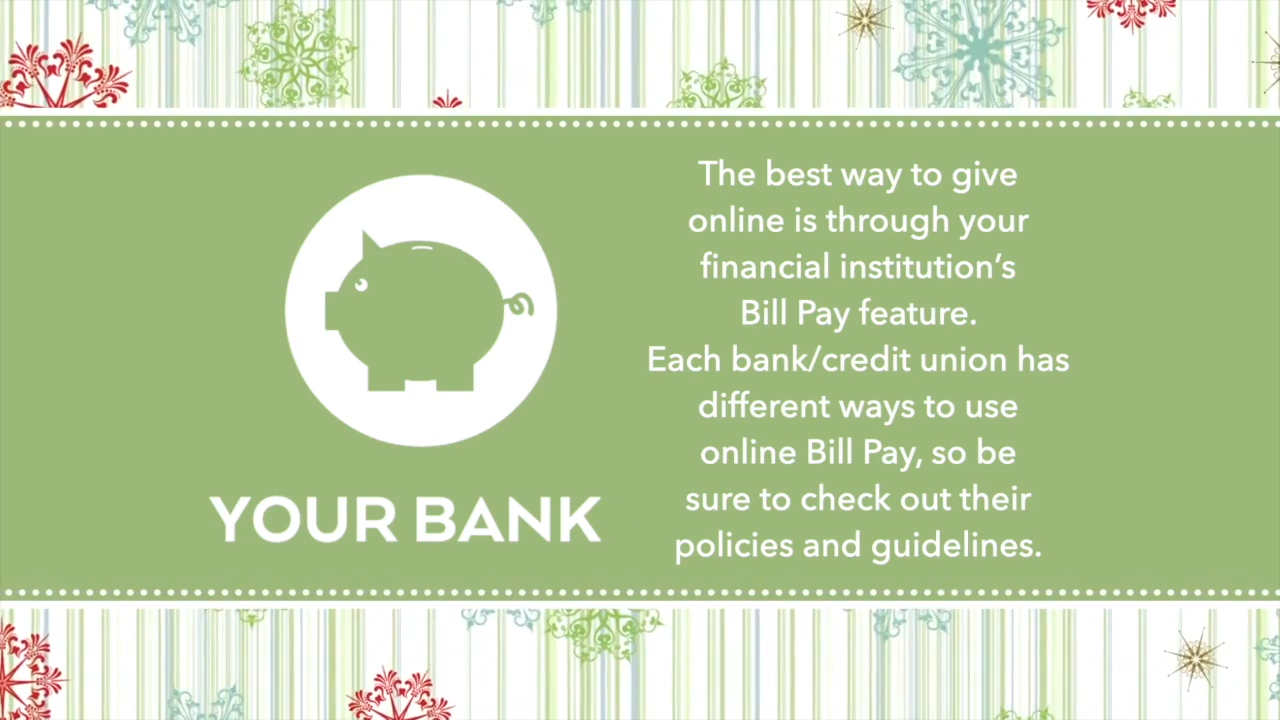 YOUR BANK
The best way to give
online is through your
financial institution’s
Bill Pay feature.
Each bank/credit union has
different ways to use
online Bill Pay, so be
sure to check out their
policies and guidelines.